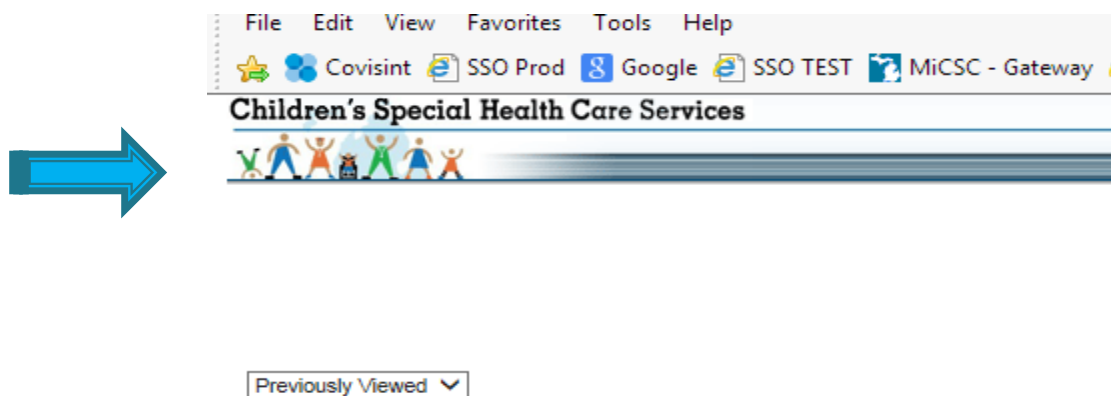 File Edit View Favorites Tools Help
Covisint SSO Prod Google SSO TEST MiCSC - Gateway
Children's Special Health Care Services
Previously Viewed